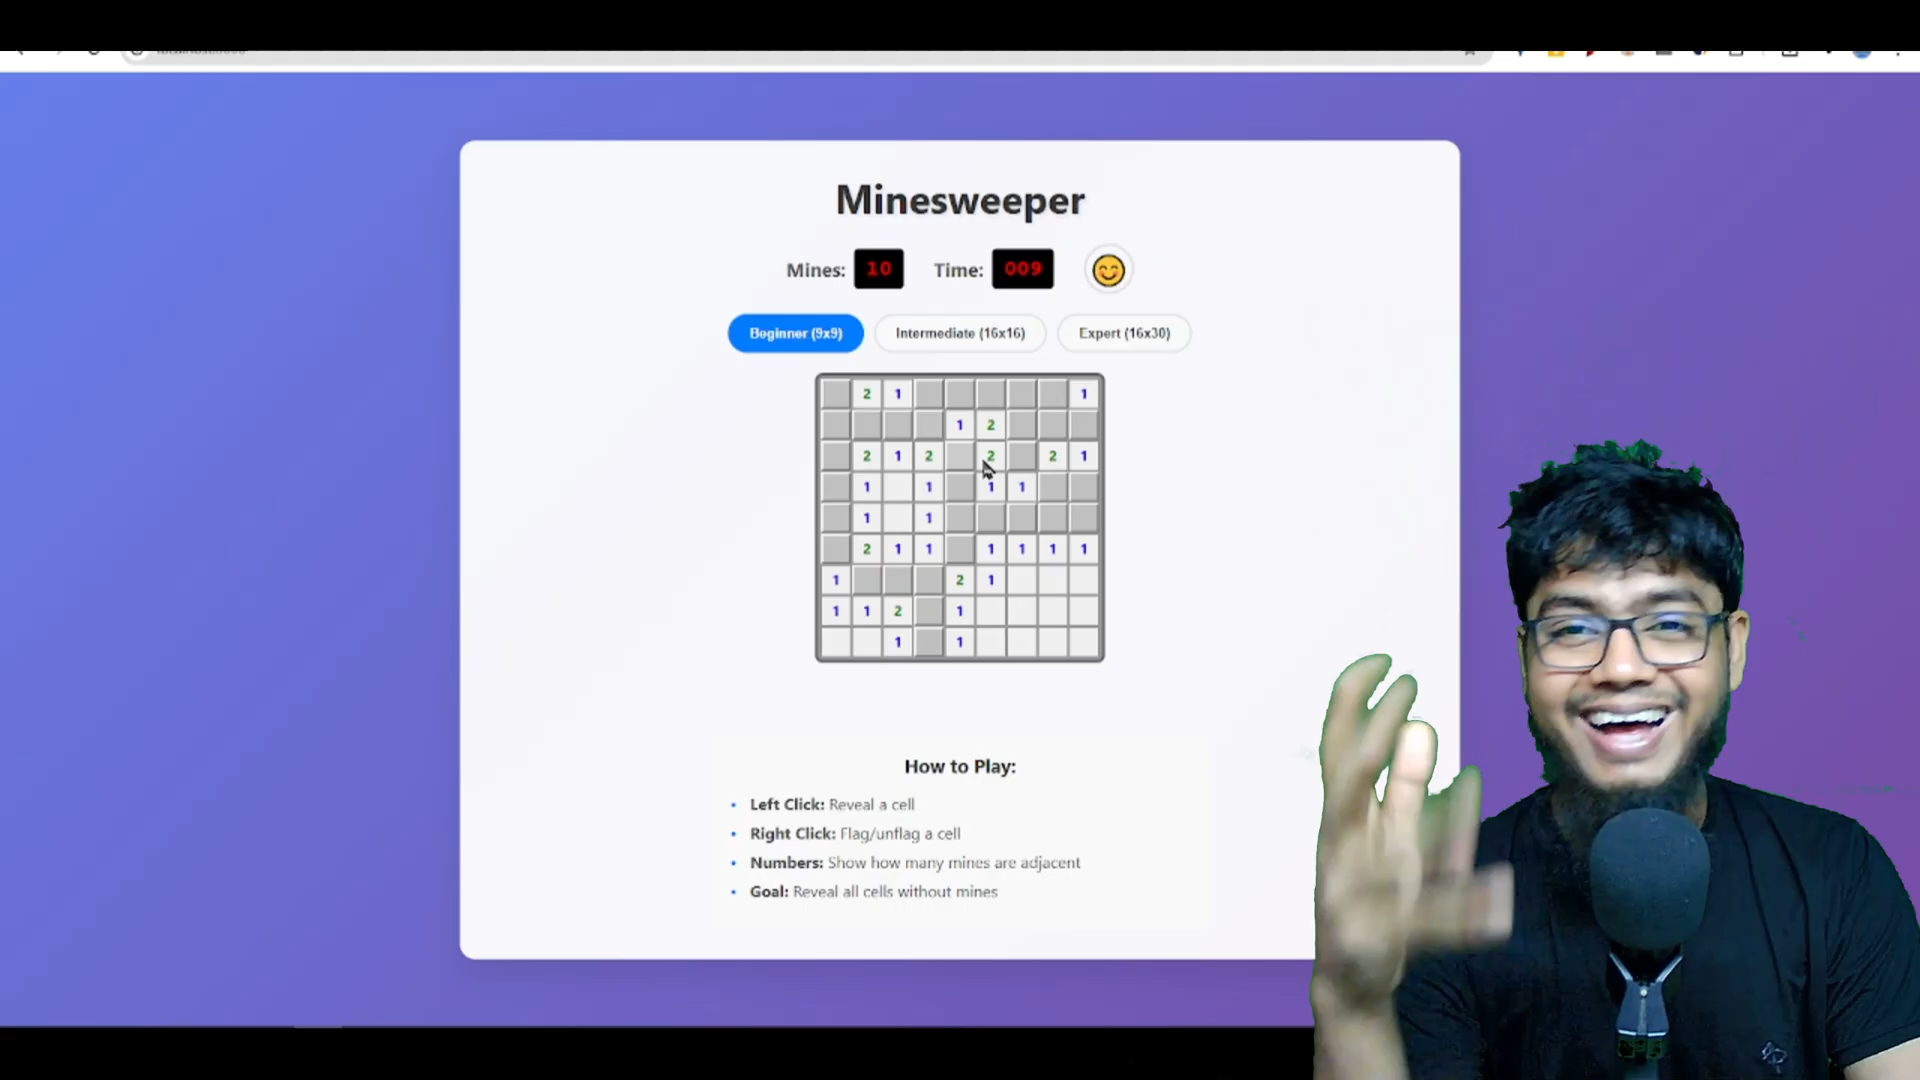 Minesweeper
Mines: 10 Time: 009
Beginner (9x9) Intermediate (16x16) Expert (16x30)
2 1 1
1 2
2 1 2 2 2 1
1 1 1 1
1 1
2 1 1 1 1 1 1
1 2 1
1 1 2 1
1 1
How to Play:
• Left Click: Reveal a cell
• Right Click: Flag/unflag a cell
• Numbers: Show how many mines are adjacent
• Goal: Reveal all cells without mines